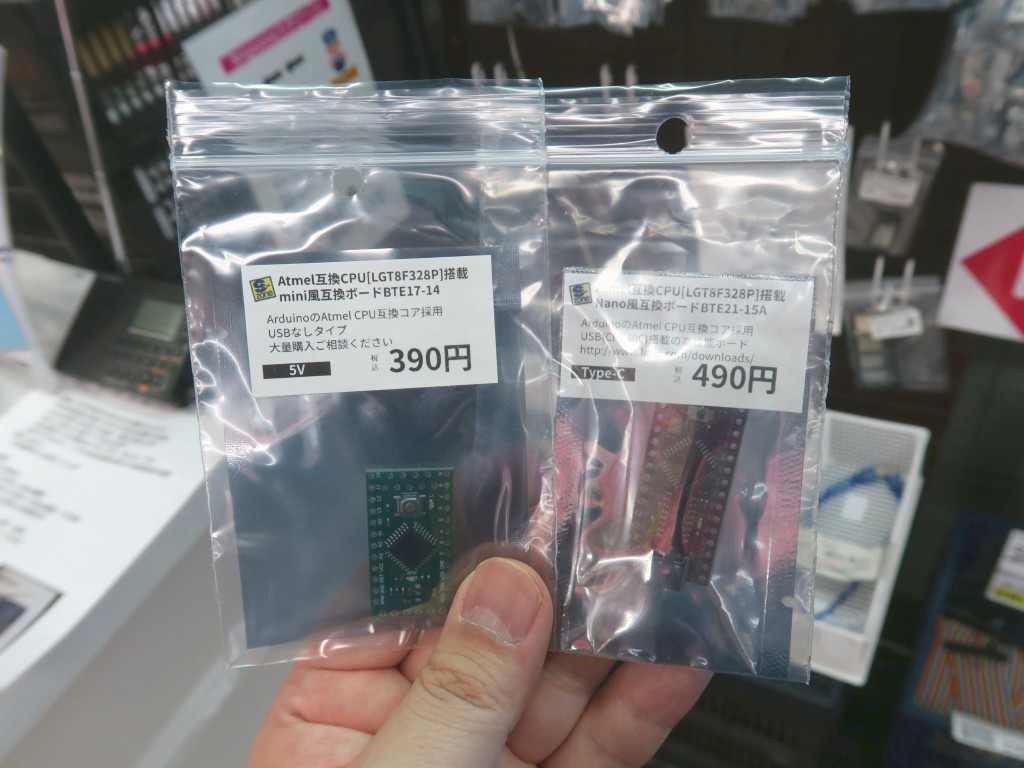 S-zone
Atmel互換CPU[LGT8F328P]搭載
mini風互換ボードBTE17-14
ArduinoのAtmel CPU互換コア採用
USBなしタイプ
大量購入ご相談ください
5V
税込
390円
互換CPU[LGT8F328P]搭載
Nano風互換ボードBTE21-15A
ArduinoのAtmel CPU互換コア採用
http://www.
.com/downloads/
Type-C
税込
490円